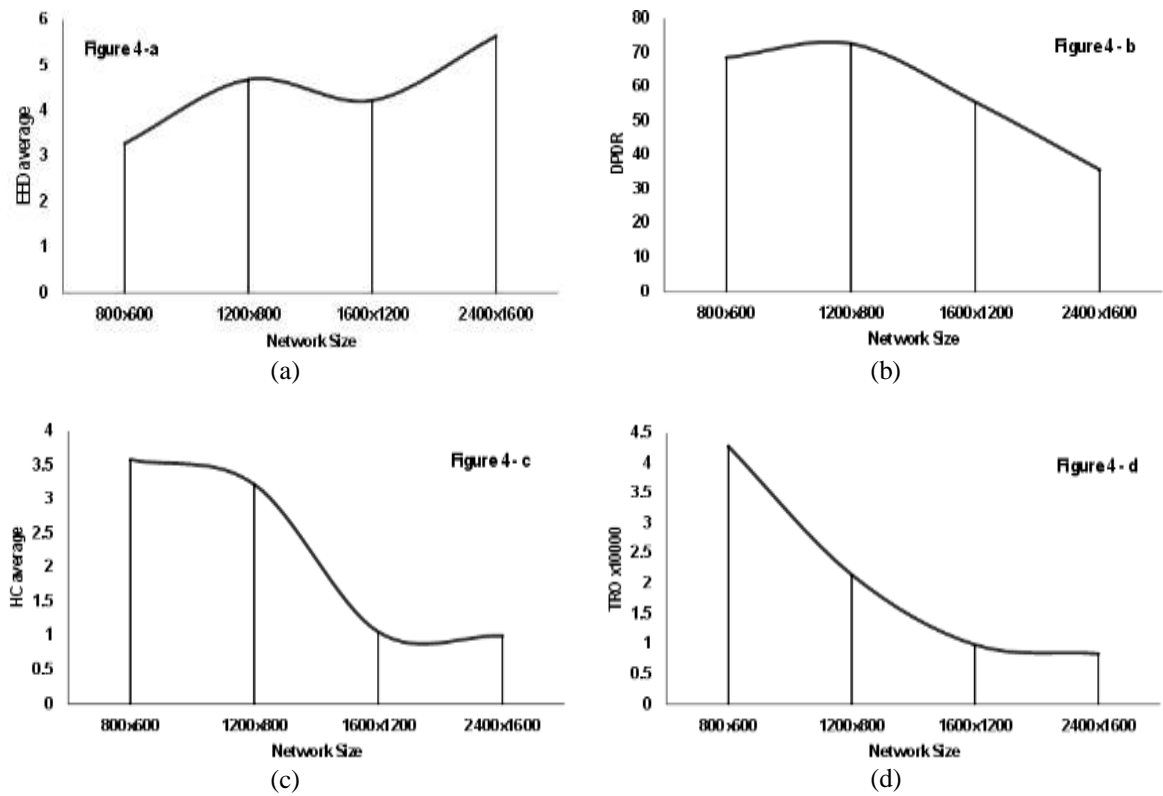 Figure 4-a
6
5
4
3
2
1
0
EED average
800x600 1200x800 1600x1200 2400x1600
Network Size
(a)
Figure 4 - b
80
70
60
50
40
30
20
10
0
DPDR
800x600 1200x800 1600x1200 2400x1600
Network Size
(b)
Figure 4 - c
4
3.5
3
2.5
2
1.5
1
0.5
0
HC average
800x600 1200x800 1600x1200 2400x1600
Network Size
(c)
Figure 4 - d
4.5
4
3.5
3
2.5
2
1.5
1
0.5
0
TRO x10000
800x600 1200x800 1600x1200 2400x1600
Network Size
(d)